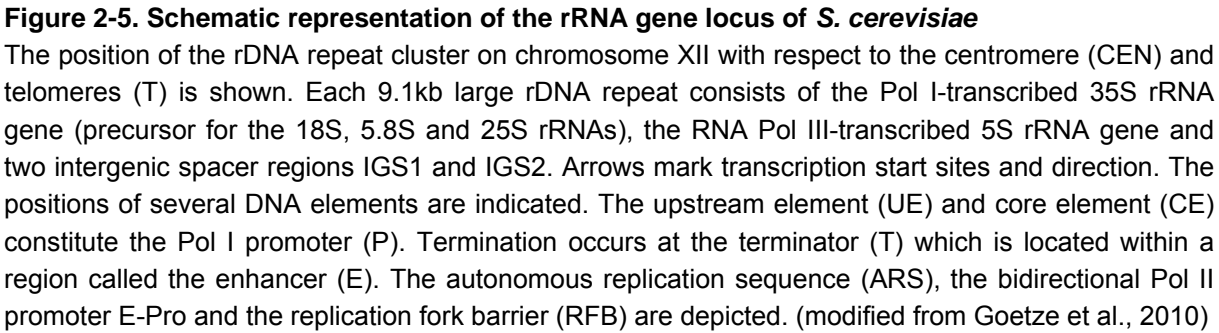 Figure 2-5. Schematic representation of the rRNA gene locus of S. cerevisiae
The position of the rDNA repeat cluster on chromosome XII with respect to the centromere (CEN) and
telomeres (T) is shown. Each 9.1kb large rDNA repeat consists of the Pol I-transcribed 35S rRNA
gene (precursor for the 18S, 5.8S and 25S rRNAs), the RNA Pol III-transcribed 5S rRNA gene and
two intergenic spacer regions IGS1 and IGS2. Arrows mark transcription start sites and direction. The
positions of several DNA elements are indicated. The upstream element (UE) and core element (CE)
constitute the Pol I promoter (P). Termination occurs at the terminator (T) which is located within a
region called the enhancer (E). The autonomous replication sequence (ARS), the bidirectional Pol II
promoter E-Pro and the replication fork barrier (RFB) are depicted. (modified from Goetze et al., 2010)